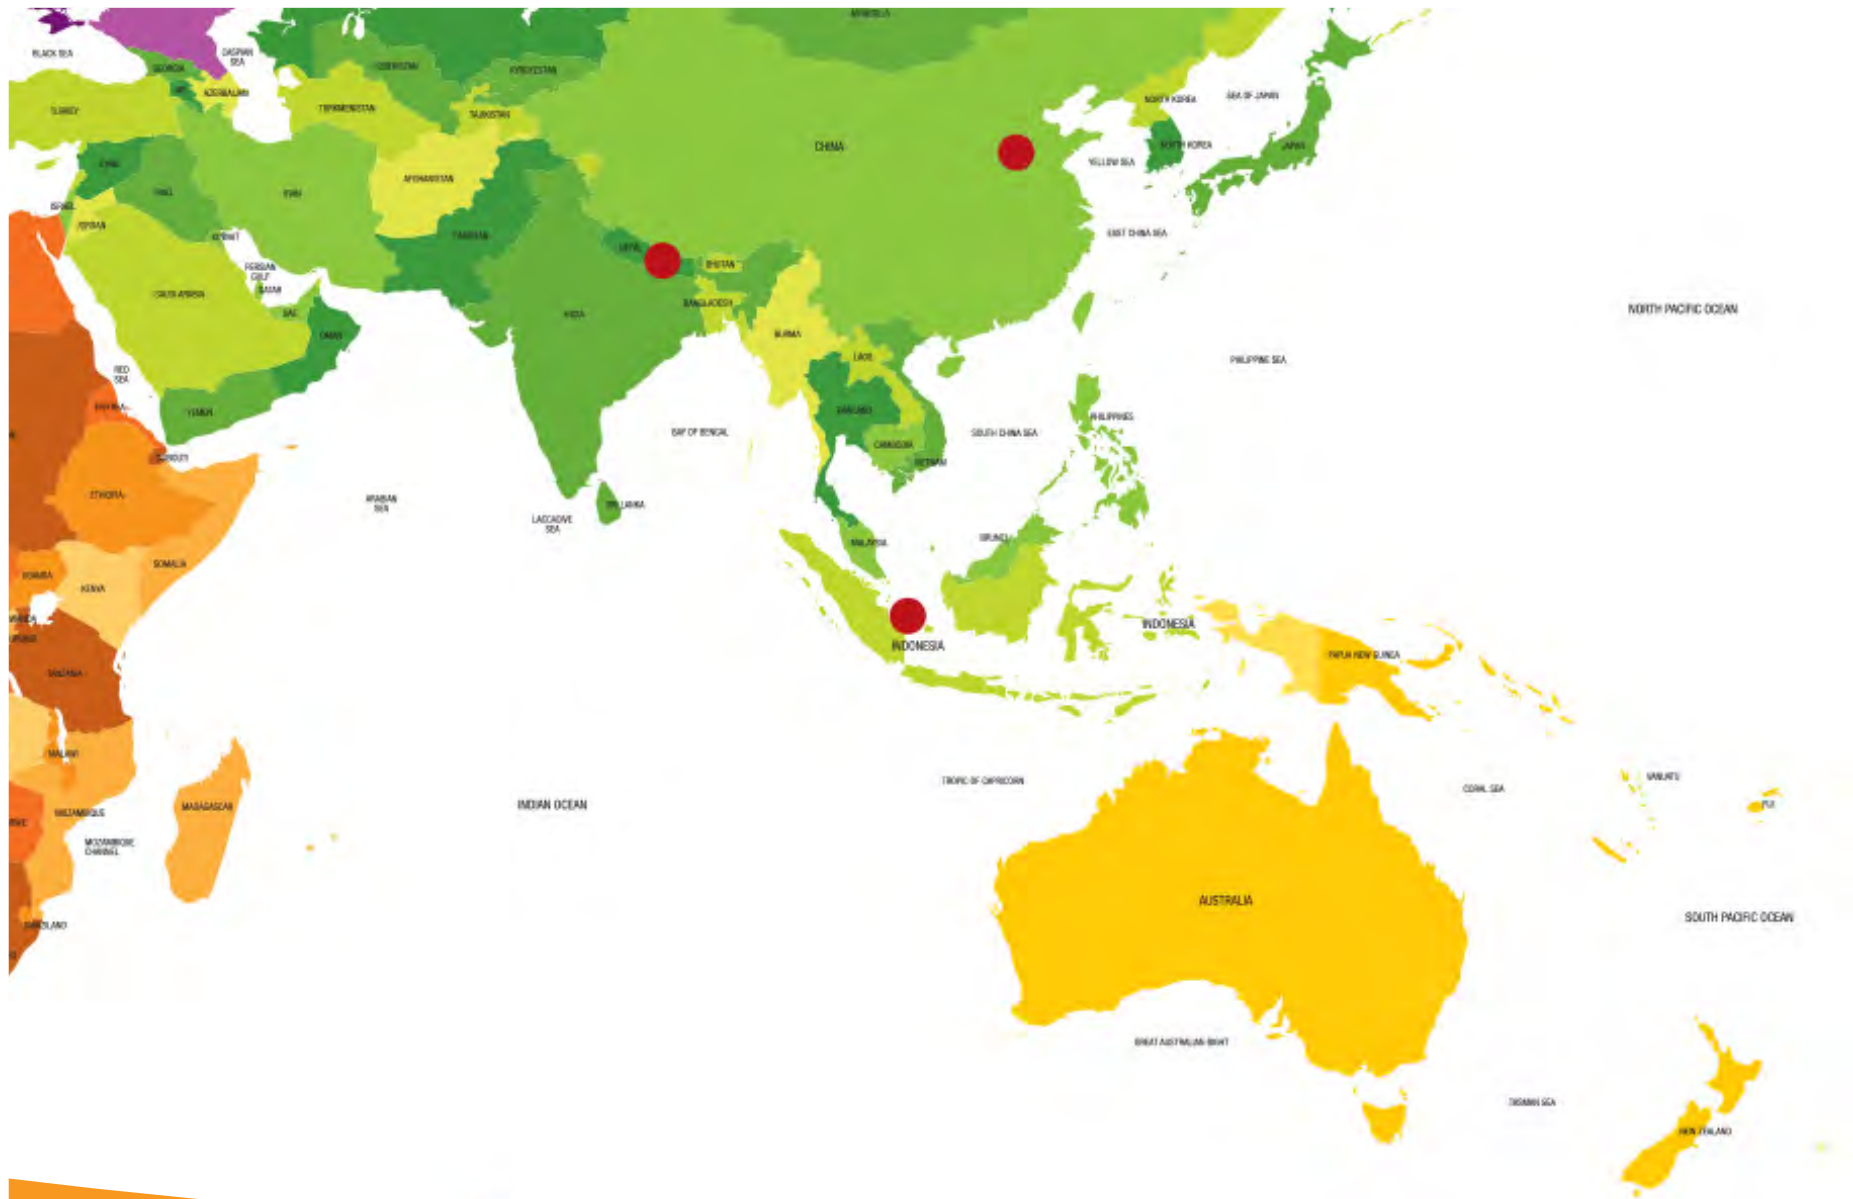 MONGOLIA
BLACK SEA
CASPIAN
SEA
GEORGIA
UZBEKISTAN
KYRGYZSTAN
AZERBAIJAN
TURKMENISTAN
TAJIKISTAN
TURKEY
NORTH KOREA
SEA OF JAPAN
CHINA
SOUTH KOREA
JAPAN
YELLOW SEA
SYRIA
IRAQ
IRAN
AFGHANISTAN
ISRAEL
JORDAN
KUWAIT
PAKISTAN
NEPAL
EAST CHINA SEA
PERSIAN
GULF
QATAR
BHUTAN
SAUDI ARABIA
UAE
OMAN
INDIA
BANGLADESH
BURMA
NORTH PACIFIC OCEAN
LAOS
PHILIPPINE SEA
RED
SEA
YEMEN
THAILAND
PHILIPPINES
BAY OF BENGAL
SOUTH CHINA SEA
CAMBODIA
VIETNAM
DJIBOUTI
ETHIOPIA
ARABIAN
SEA
SRI LANKA
LACCADIVE
SEA
MALAYSIA
BRUNEI
SOMALIA
UGANDA
KENYA
INDONESIA
INDONESIA
PAPUA NEW GUINEA
TANZANIA
MALAWI
TROPIC OF CAPRICORN
CORAL SEA
VANUATU
FIJI
INDIAN OCEAN
MADAGASCAR
MOZAMBIQUE
MOZAMBIQUE
CHANNEL
AUSTRALIA
SOUTH PACIFIC OCEAN
SWAZILAND
GREAT AUSTRALIAN BIGHT
TASMAN SEA
NEW ZEALAND